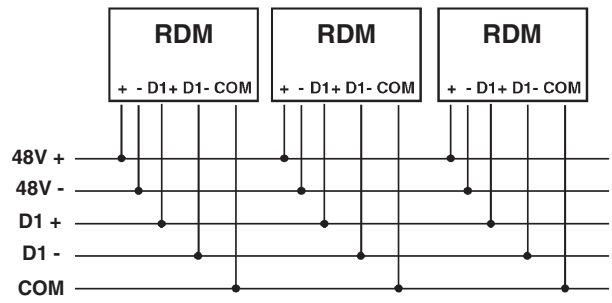 RDM RDM RDM
+ - D1+ D1- COM + - D1+ D1- COM + - D1+ D1- COM
48V +
48V -
D1 +
D1 -
COM